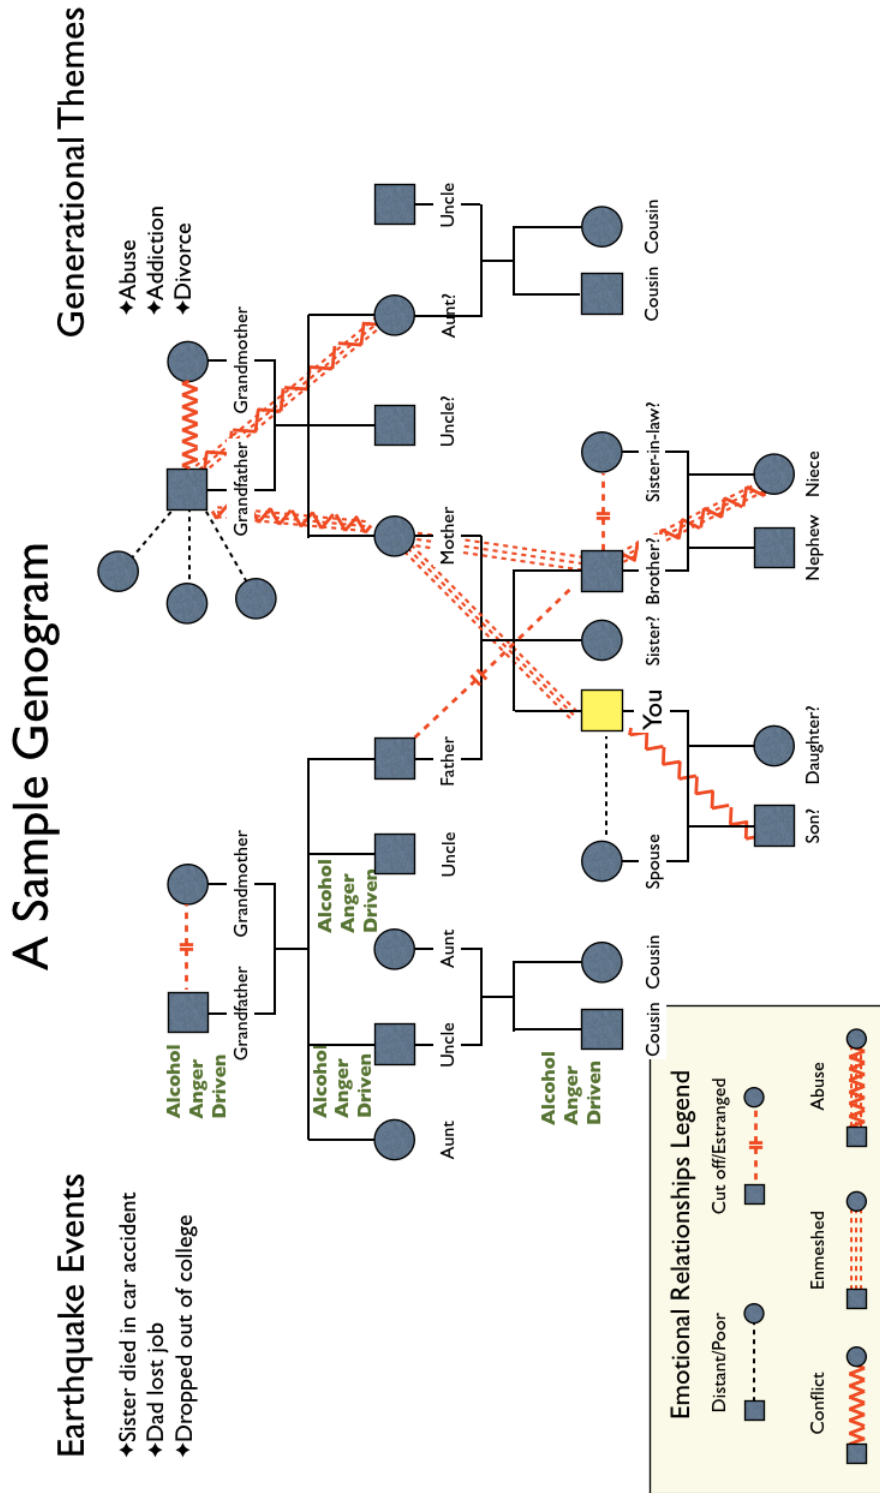 A Sample Genogram
Earthquake Events
✦Sister died in car accident
✦Dad lost job
✦Dropped out of college
Generational Themes
✦Abuse
✦Addiction
✦Divorce
Alcohol
Anger
Driven
Grandfather
Grandmother
Grandfather
Grandmother
Alcohol
Anger
Driven
Alcohol
Anger
Driven
Aunt
Uncle
Aunt
Uncle
Father
Mother
Uncle?
Aunt?
Uncle
Alcohol
Anger
Driven
Cousin
Cousin
Spouse
You
Sister?
Brother?
Sister-in-law?
Cousin
Cousin
Son?
Daughter?
Nephew
Niece
Emotional Relationships Legend
Distant/Poor
Cut off/Estranged
Conflict
Enmeshed
Abuse